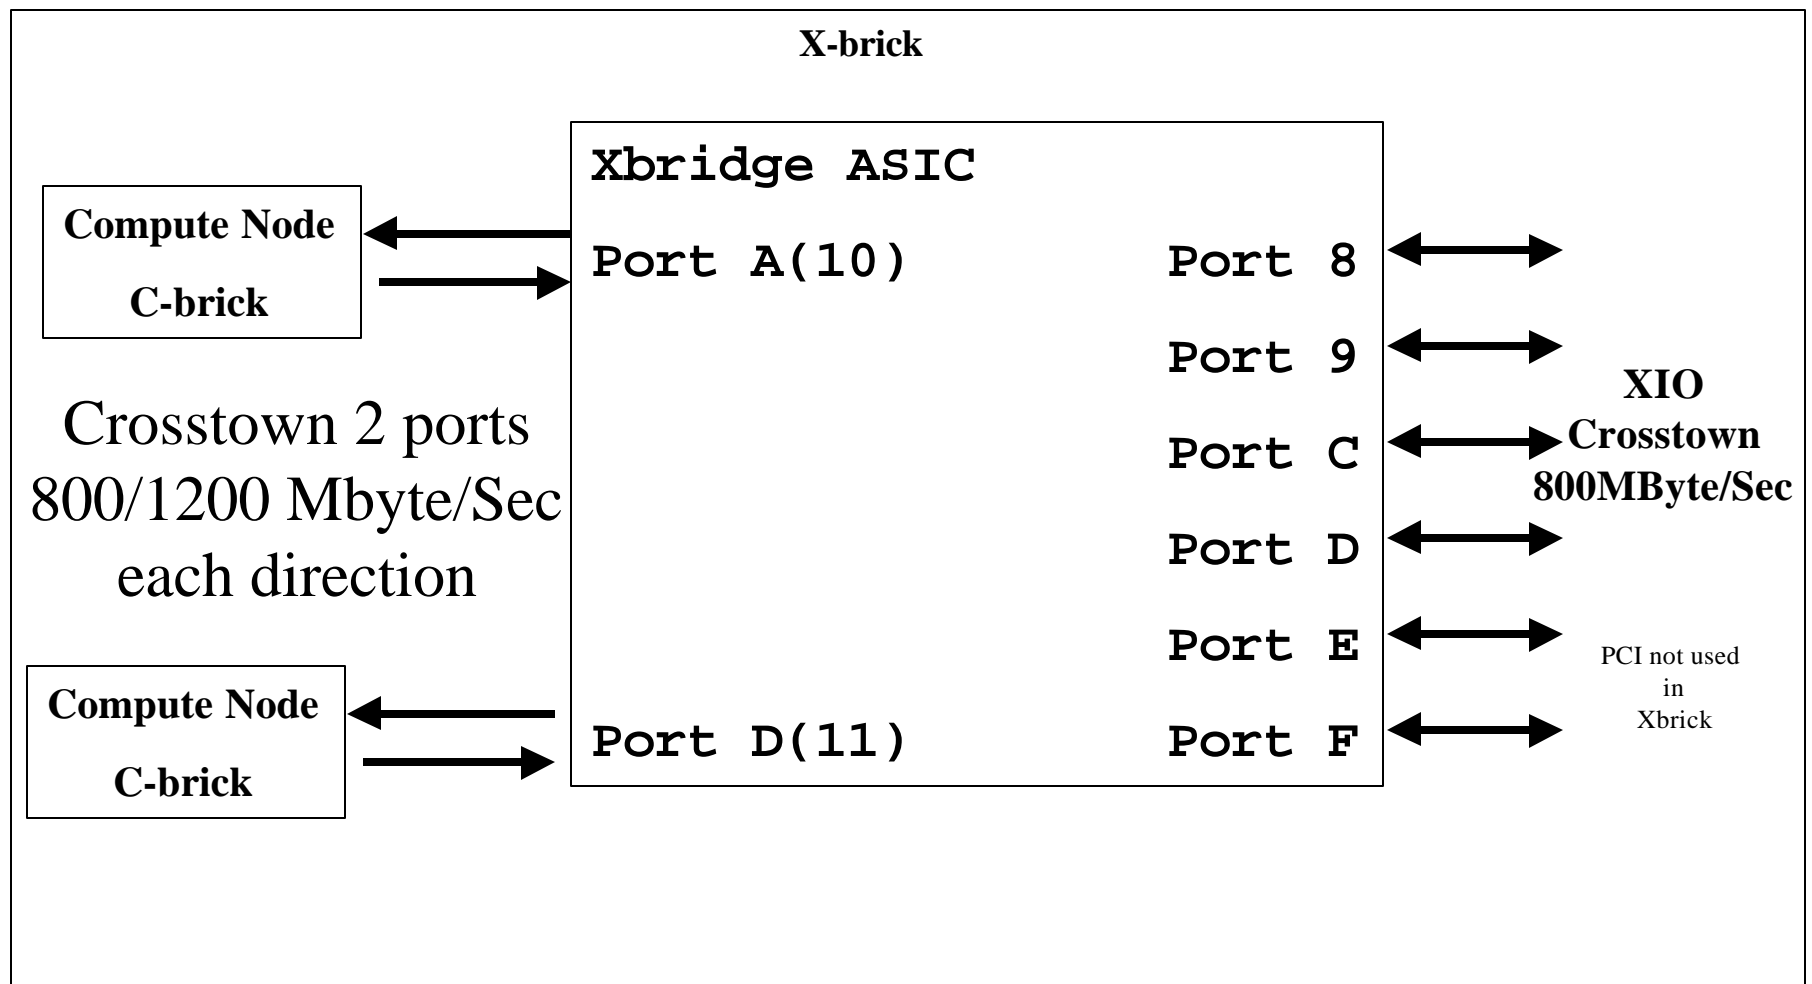 X-brick
Xbridge ASIC
Compute Node
C-brick
Port A(10)
Port 8
Port 9
Port C
Port D
Port E
Port F
Crosstown 2 ports
800/1200 Mbyte/Sec
each direction
XIO
Crosstown
800MByte/Sec
PCI not used
in
Xbrick
Compute Node
C-brick
Port D(11)